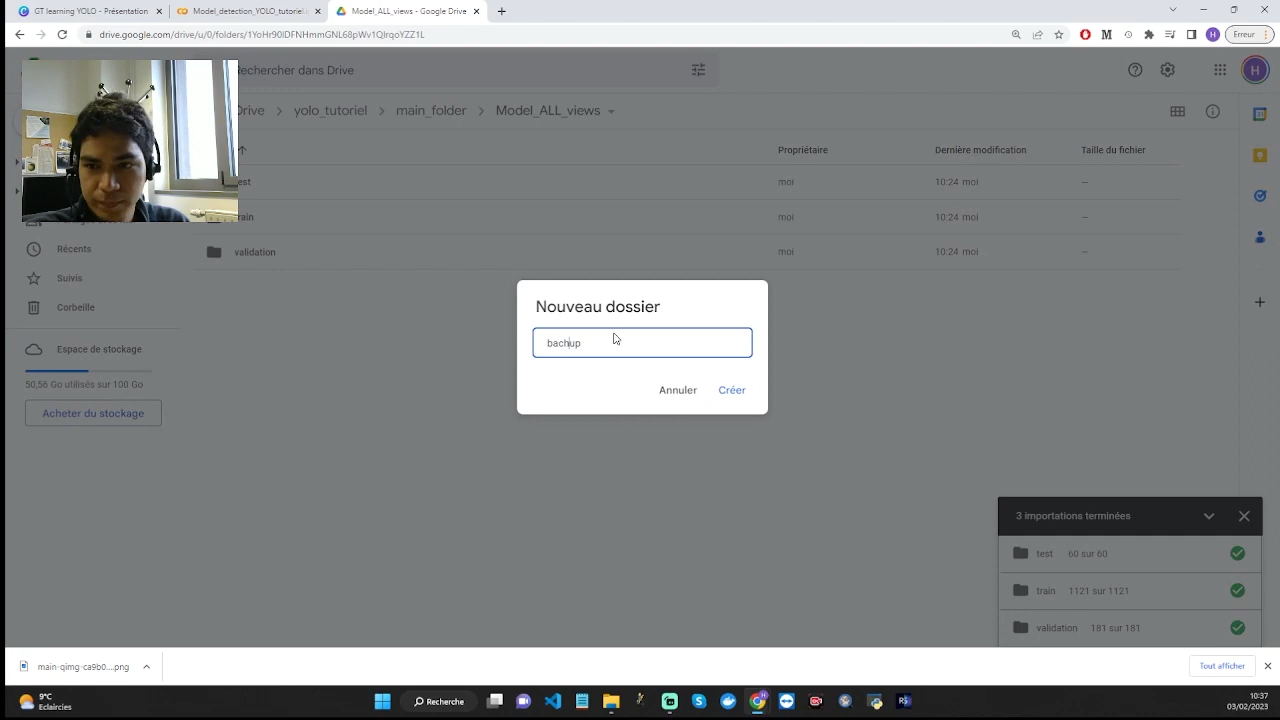 GT learning YOLO - Présentation
Model_detection_YOLO_tutoriel
Model_ALL_views - Google Drive
drive.google.com/drive/u/0/folders/1YoHr90IDFNHmmGNL68pWv1QIrqoYZZ1L
Erreur
Rechercher dans Drive
H
Drive > yolo_tutoriel > main_folder > Model_ALL_views
Propriétaire
Dernière modification
Taille du fichier
moi
10:24 moi
—
moi
10:24 moi
—
validation
moi
10:24 moi
—
Récents
Suivis
Corbeille
Espace de stockage
50,56 Go utilisés sur 100 Go
Acheter du stockage
Nouveau dossier
bachup
Annuler
Créer
3 importations terminées
test 60 sur 60
train 1121 sur 1121
validation 181 sur 181
main-qimg-ca9b0....png
Tout afficher
9°C
Eclaircies
Recherche
10:37
03/02/2023